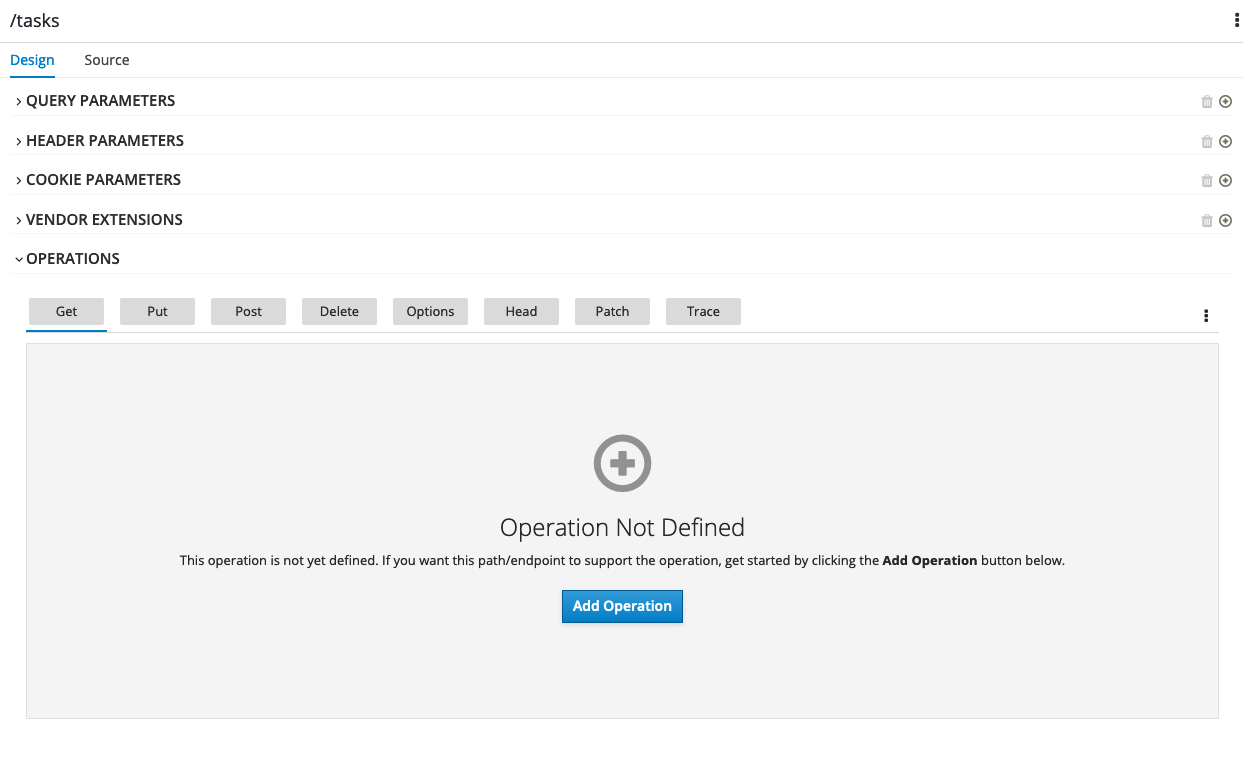 /tasks
Design Source
QUERY PARAMETERS
HEADER PARAMETERS
COOKIE PARAMETERS
VENDOR EXTENSIONS
OPERATIONS
Get Put Post Delete Options Head Patch Trace
Operation Not Defined
This operation is not yet defined. If you want this path/endpoint to support the operation, get started by clicking the Add Operation button below.
Add Operation